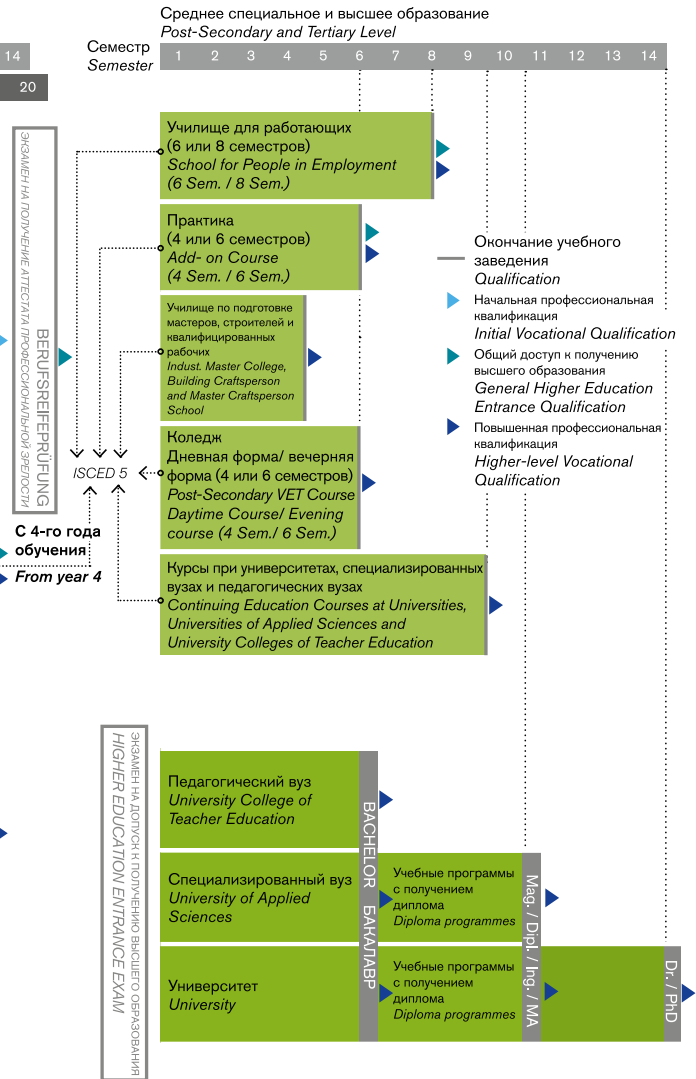 Среднее специальное и высшее образование
Post-Secondary and Tertiary Level
Семестр
Semester
1 2 3 4 5 6 7 8 9 10 11 12 13 14
14
20
ЭКЗАМЕН НА ПОЛУЧЕНИЕ АТТЕСТАТА ПРОФЕССИОНАЛЬНОЙ ЗРЕЛОСТИ
BERUFSREIFEPRÜFUNG
Училище для работающих
(6 или 8 семестров)
School for People in Employment
(6 Sem. / 8 Sem.)
Практика
(4 или 6 семестров)
Add- on Course
(4 Sem. / 6 Sem.)
Училище по подготовке
мастеров, строителей и
квалифицированных
рабочих
Indust. Master College,
Building Craftsperson
and Master Craftsperson
School
Коледж
Дневная форма/ вечерняя
форма (4 или 6 семестров)
Post-Secondary VET Course
Daytime Course/ Evening
course (4 Sem./ 6 Sem.)
Курсы при университетах, специализированных
вузах и педагогических вузах
Continuing Education Courses at Universities,
Universities of Applied Sciences and
University Colleges of Teacher Education
ISCED 5
С 4-го года
обучения
From year 4
Окончание учебного
заведения
Qualification
Начальная профессиональная
квалификация
Initial Vocational Qualification
Общий доступ к получению
высшего образования
General Higher Education
Entrance Qualification
Повышенная профессиональная
квалификация
Higher-level Vocational
Qualification
ЭКЗАМЕН НА ДОПУСК К ПОЛУЧЕНИЮ ВЫСШЕГО ОБРАЗОВАНИЯ
HIGHER EDUCATION ENTRANCE EXAM
Педагогический вуз
University College of
Teacher Education
Специализированный вуз
University of Applied
Sciences
Университет
University
BACHELOR БАКАЛАВР
Учебные программы
с получением
диплома
Diploma programmes
Учебные программы
с получением
диплома
Diploma programmes
Mag. / Dipl. / Ing. / MA
Dr. / PhD